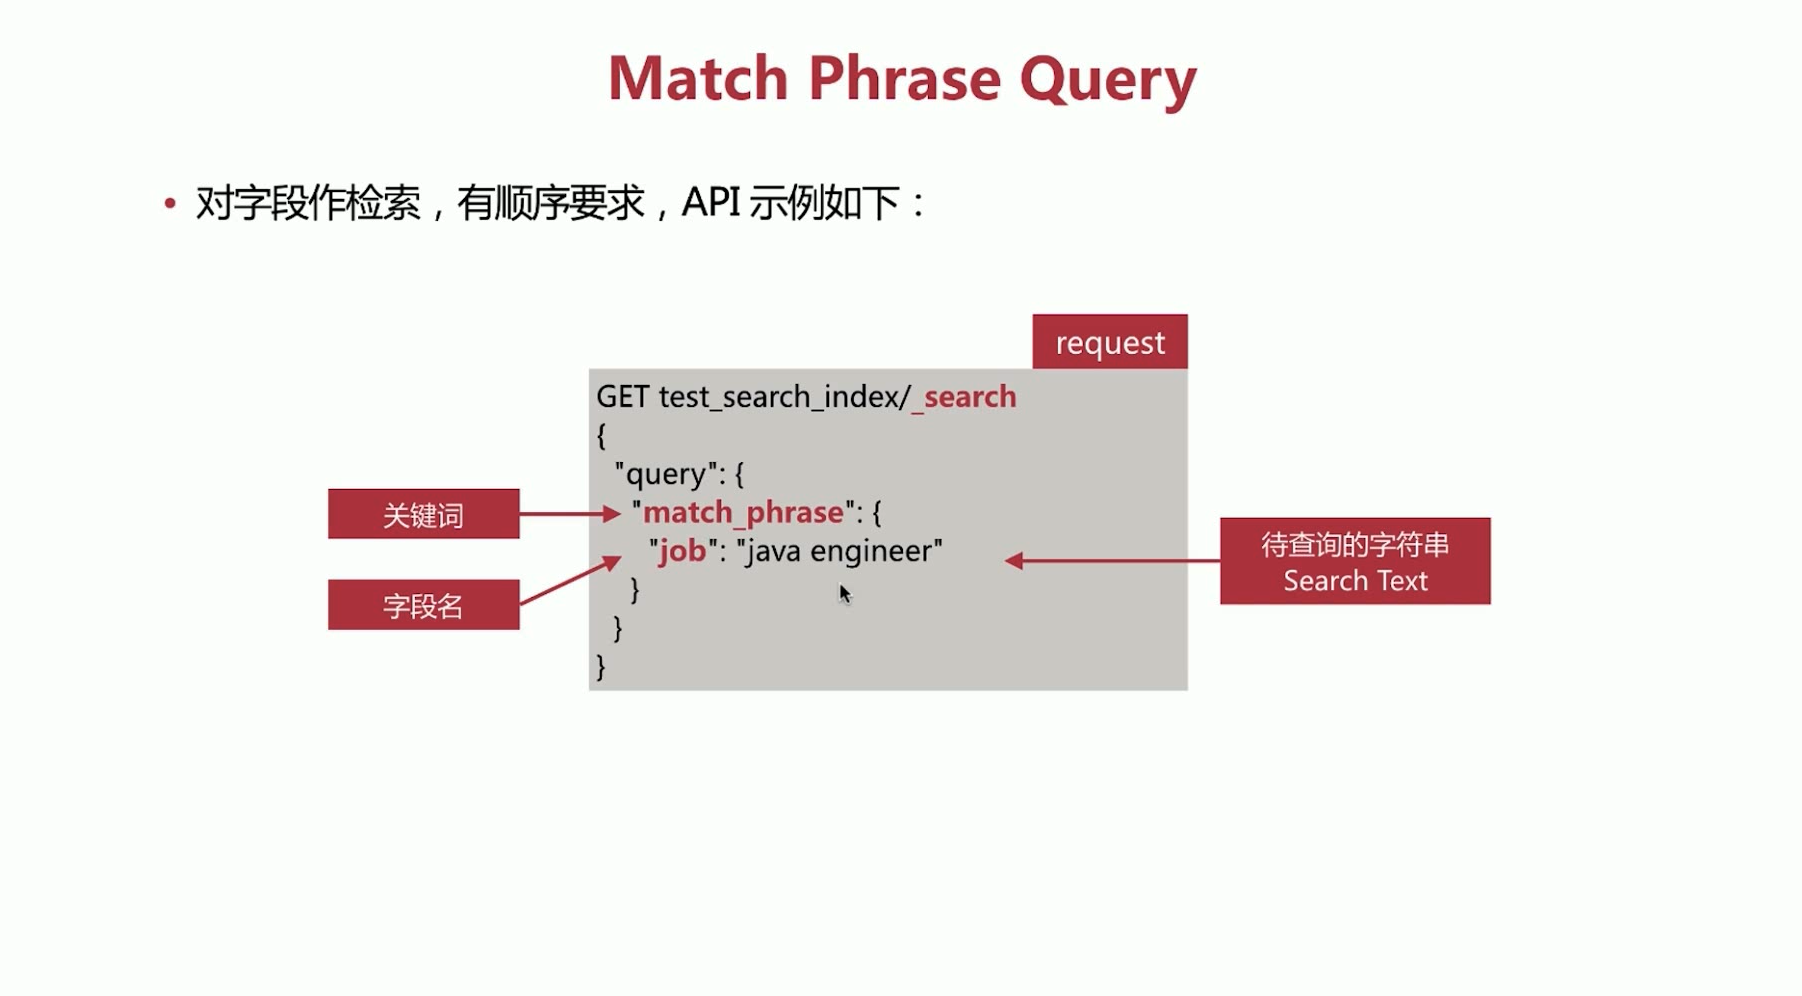 Match Phrase Query
• 对字段作检索，有顺序要求，API 示例如下：
request
GET test_search_index/_search
{
"query": {
关键词
"match_phrase": {
字段名
"job": "java engineer"
待查询的字符串
Search Text
}
}
}